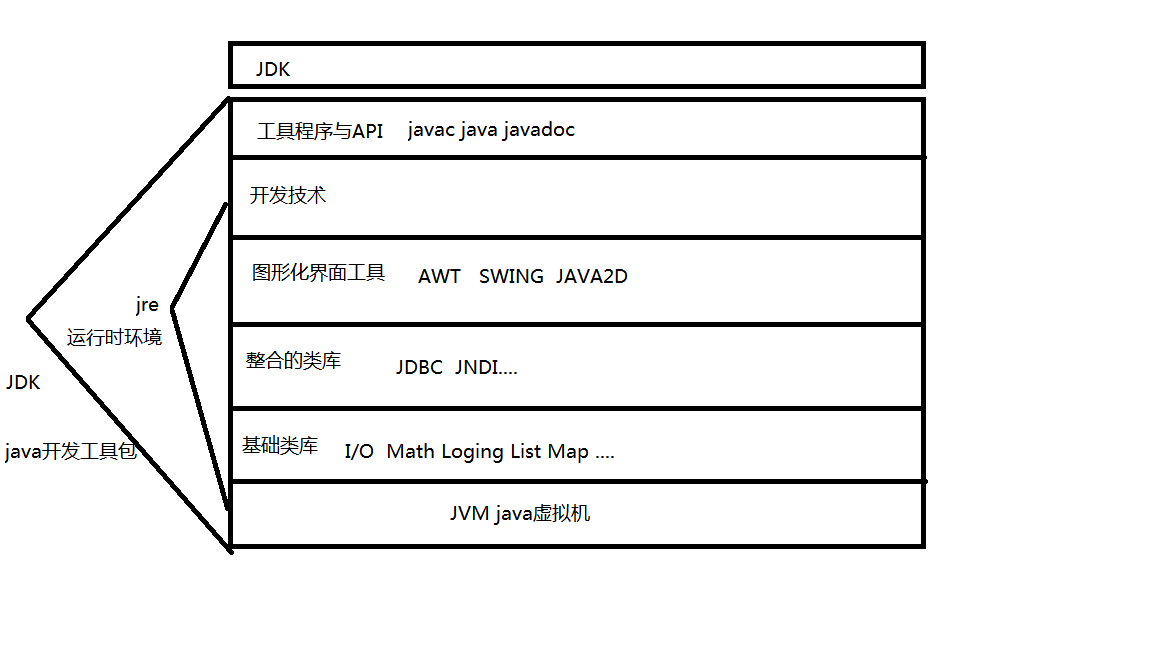 JDK
工具程序与API javac java javadoc
开发技术
图形化界面工具 AWT SWING JAVA2D
jre
运行时环境
整合的类库 JDBC JNDI....
JDK
java开发工具包
基础类库 I/O Math Loging List Map ....
JVM java虚拟机